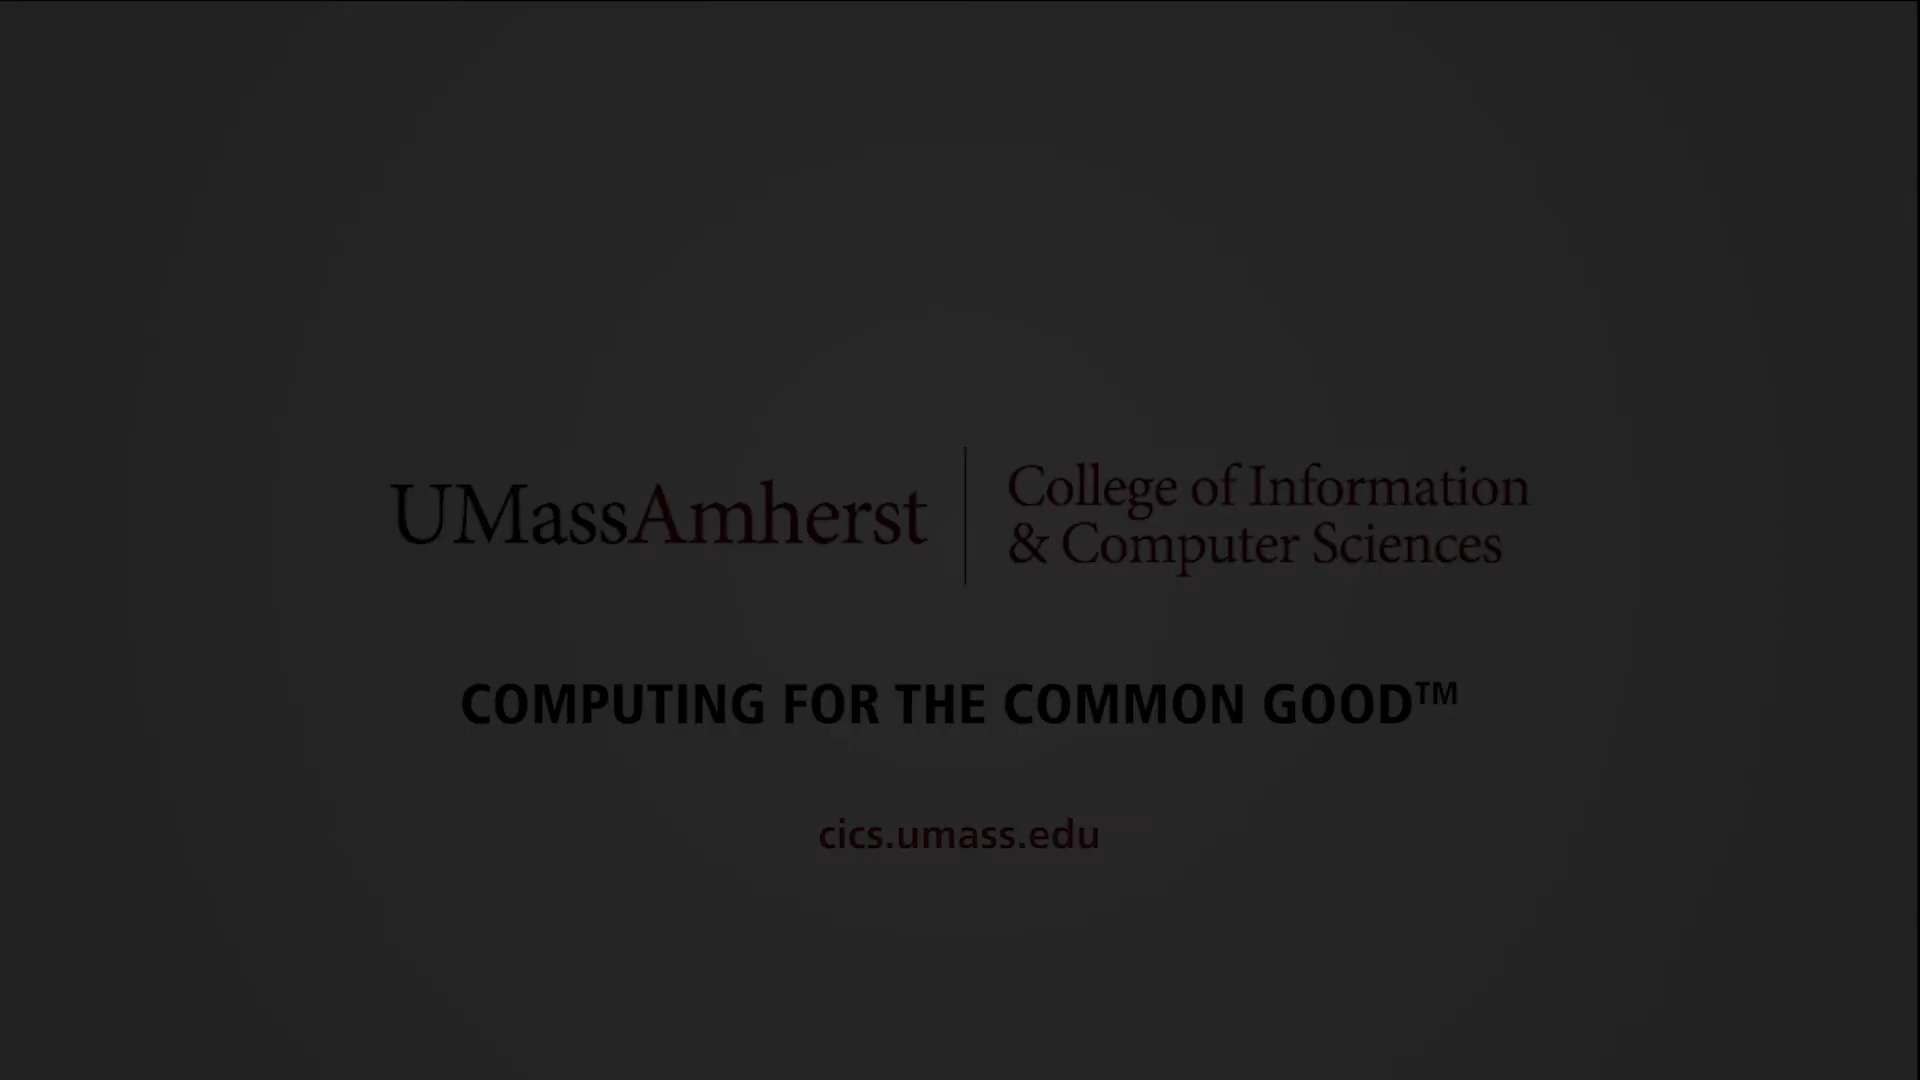 UMassAmherst
College of Information
& Computer Sciences
COMPUTING FOR THE COMMON GOOD™
cics.umass.edu